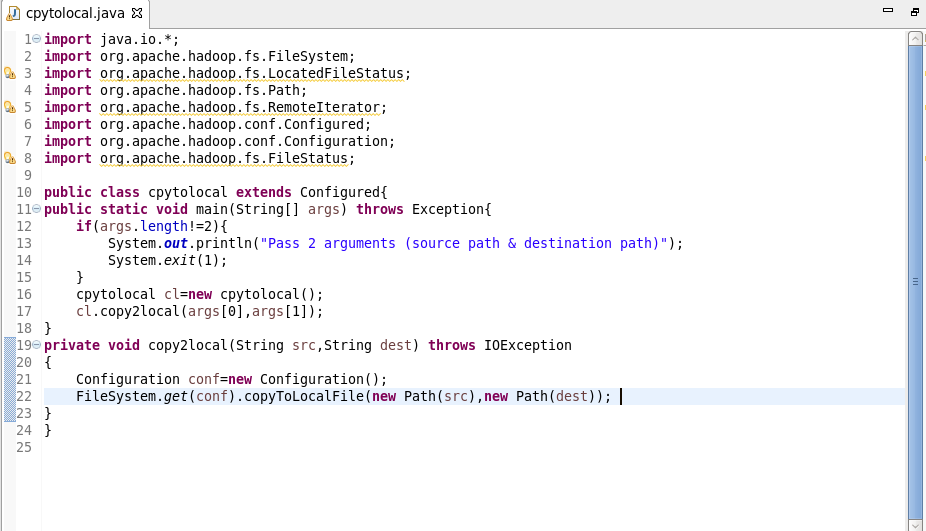 cpytolocal.java
1 import java.io.*;
2 import org.apache.hadoop.fs.FileSystem;
3 import org.apache.hadoop.fs.LocatedFileStatus;
4 import org.apache.hadoop.fs.Path;
5 import org.apache.hadoop.fs.RemoteIterator;
6 import org.apache.hadoop.conf.Configured;
7 import org.apache.hadoop.conf.Configuration;
8 import org.apache.hadoop.fs.FileStatus;
9
10 public class cpytolocal extends Configured{
11 public static void main(String[] args) throws Exception{
12     if(args.length!=2){
13         System.out.println("Pass 2 arguments (source path & destination path)");
14         System.exit(1);
15     }
16     cpytolocal cl=new cpytolocal();
17     cl.copy2local(args[0],args[1]);
18 }
19 private void copy2local(String src,String dest) throws IOException
20 {
21     Configuration conf=new Configuration();
22     FileSystem.get(conf).copyToLocalFile(new Path(src),new Path(dest));
23 }
24 }
25